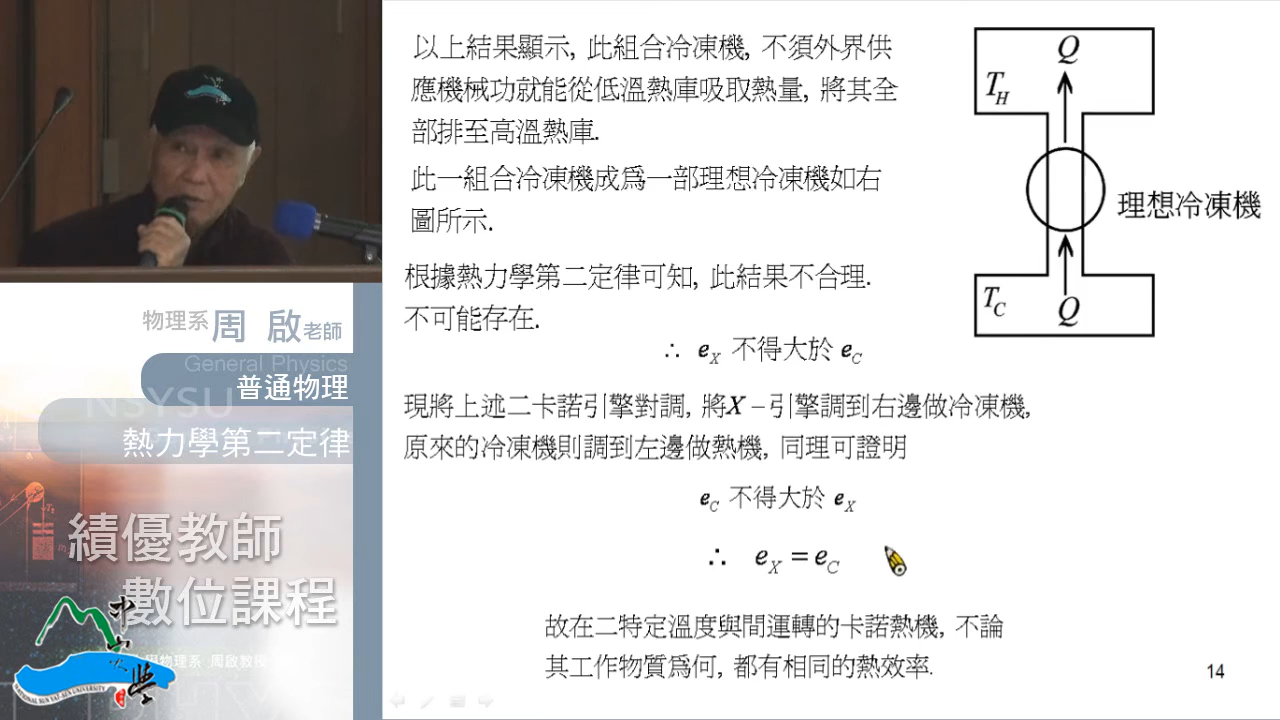 以上結果顯示, 此組合冷凍機, 不須外界供
應機械功就能從低溫熱庫吸取熱量, 將其全
部排至高溫熱庫.
此一組合冷凍機成為一部理想冷凍機如右
圖所示.
根據熱力學第二定律可知, 此結果不合理.
不可能存在.
∴ eX 不得大於 eC
現將上述二卡諾引擎對調, 將X－引擎調到右邊做冷凍機,
原來的冷凍機則調到左邊做熱機, 同理可證明
eC 不得大於 eX
∴ eX = eC
故在二特定溫度與間運轉的卡諾熱機, 不論
其工作物質為何, 都有相同的熱效率.
Q
TH
理想冷凍機
TC
Q
14
物理系 周 啟 老師
General Physics
普通物理
NSYSU
熱力學第二定律
績優教師
數位課程
物理系 周啟教授